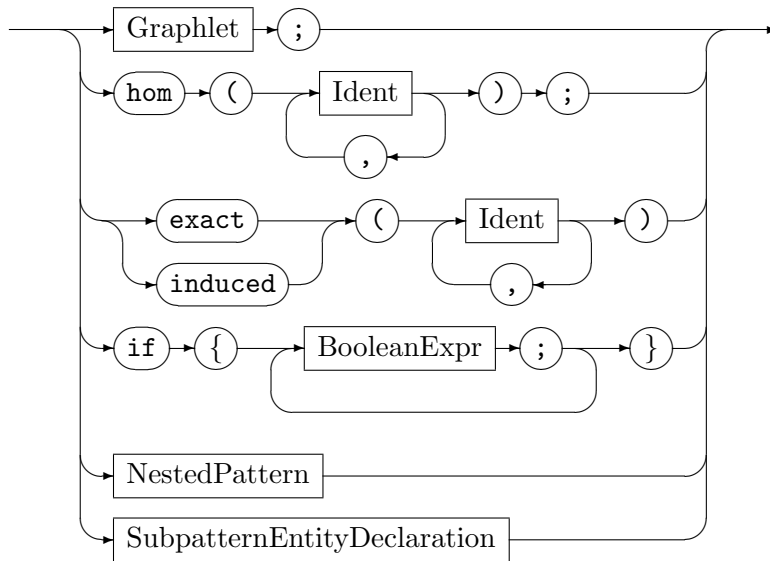 Graphlet ;
hom ( Ident ) ;
,
exact ( Ident )
induced ,
if { BooleanExpr ; }
NestedPattern
SubpatternEntityDeclaration